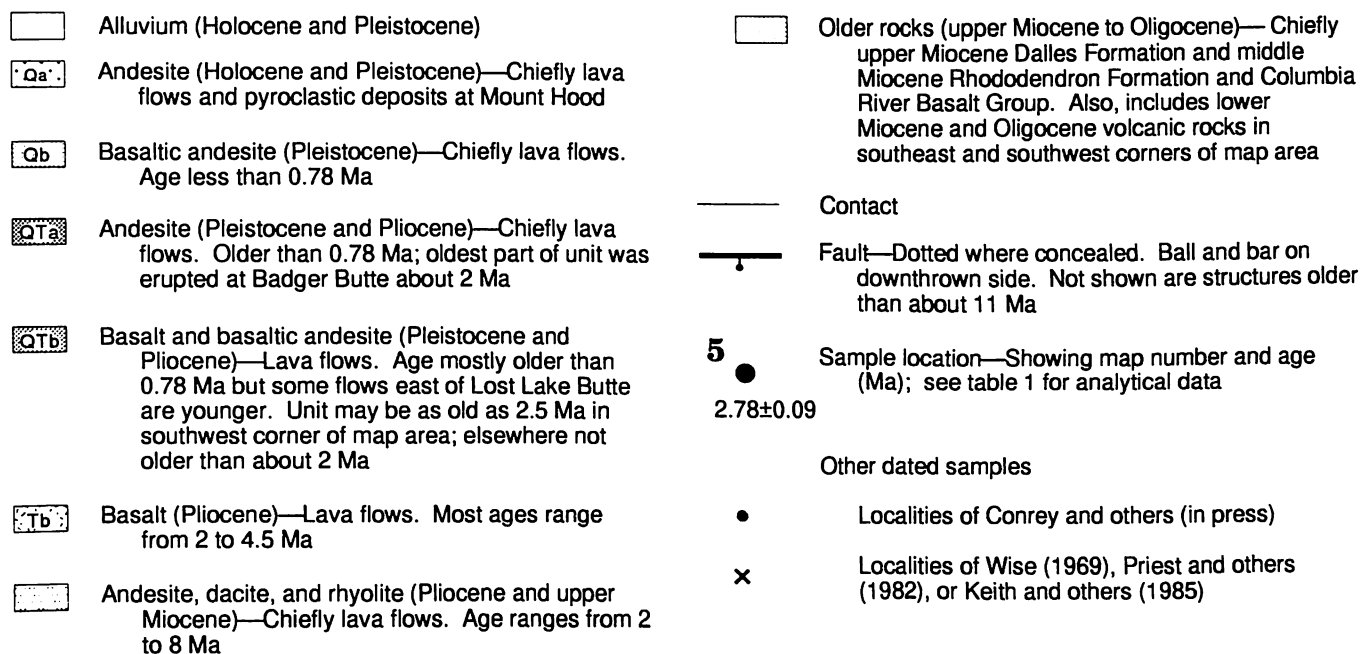 Alluvium (Holocene and Pleistocene)
Qa
Andesite (Holocene and Pleistocene)—Chiefly lava
flows and pyroclastic deposits at Mount Hood
Qb
Basaltic andesite (Pleistocene)—Chiefly lava flows.
Age less than 0.78 Ma
QTa
Andesite (Pleistocene and Pliocene)—Chiefly lava
flows. Older than 0.78 Ma; oldest part of unit was
erupted at Badger Butte about 2 Ma
QTb
Basalt and basaltic andesite (Pleistocene and
Pliocene)—Lava flows. Age mostly older than
0.78 Ma but some flows east of Lost Lake Butte
are younger. Unit may be as old as 2.5 Ma in
southwest corner of map area; elsewhere not
older than about 2 Ma
Tb
Basalt (Pliocene)—Lava flows. Most ages range
from 2 to 4.5 Ma
Andesite, dacite, and rhyolite (Pliocene and upper
Miocene)—Chiefly lava flows. Age ranges from 2
to 8 Ma
Older rocks (upper Miocene to Oligocene)— Chiefly
upper Miocene Dalles Formation and middle
Miocene Rhododendron Formation and Columbia
River Basalt Group. Also, includes lower
Miocene and Oligocene volcanic rocks in
southeast and southwest corners of map area
Contact
Fault—Dotted where concealed. Ball and bar on
downthrown side. Not shown are structures older
than about 11 Ma
5
2.78±0.09
Sample location—Showing map number and age
(Ma); see table 1 for analytical data
Other dated samples
Localities of Conrey and others (in press)
Localities of Wise (1969), Priest and others
(1982), or Keith and others (1985)